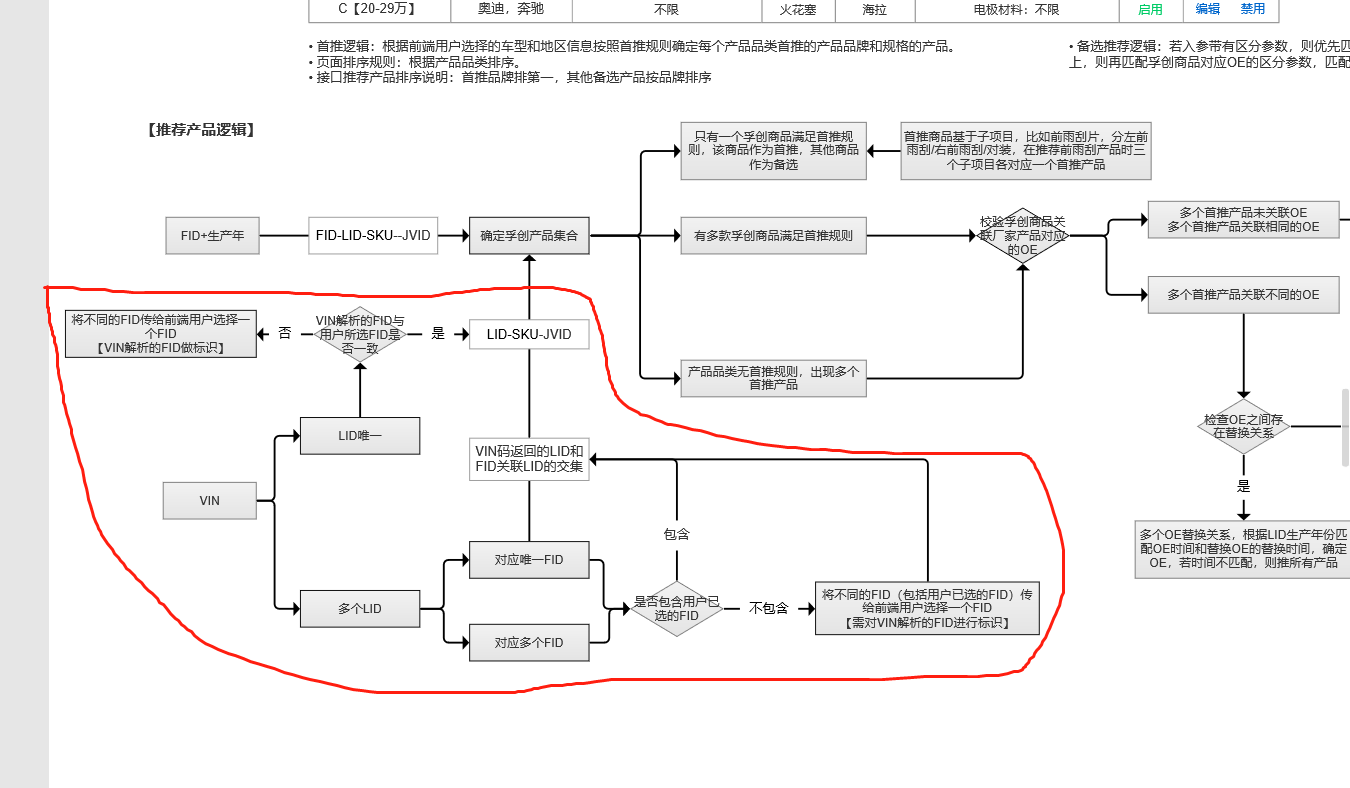 C【20-29万】 奥迪，奔驰 不限 火花塞 海拉 电极材料：不限 启用 编辑 禁用
• 首推逻辑：根据前端用户选择的车型和地区信息按照首推规则确定每个产品品类首推的产品品牌和规格的产品。
• 页面排序规则：根据产品品类排序。
• 接口推荐产品排序说明：首推品牌排第一，其他备选产品按品牌排序
• 备选推荐逻辑：若入参带有区分参数，则优先匹
上，则再匹配孚创商品对应OE的区分参数，匹配
【推荐产品逻辑】
只有一个孚创商品满足首推规
则，该商品作为首推，其他商品
作为备选
首推商品基于子项目，比如前雨刮片，分左前
雨刮/右前雨刮/对装，在推荐前雨刮产品时三
个子项目各对应一个首推产品
FID+生产年
FID-LID-SKU--JVID
确定孚创产品集合
有多款孚创商品满足首推规则
校验孚创商品关
联厂家产品对应
的OE
多个首推产品未关联OE
多个首推产品关联相同的OE
多个首推产品关联不同的OE
将不同的FID传给前端用户选择一
个FID
【VIN解析的FID做标识】
否
VIN解析的FID与
用户所选FID是
否一致
是
LID-SKU-JVID
产品品类无首推规则，出现多个
首推产品
检查OE之间存
在替换关系
LID唯一
VIN码返回的LID和
FID关联LID的交集
VIN
是
包含
多个OE替换关系，根据LID生产年份匹
配OE时间和替换OE的替换时间，确定
OE，若时间不匹配，则推所有产品
对应唯一FID
多个LID
是否包含用户已
选的FID
不包含
将不同的FID（包括用户已选的FID）传
给前端用户选择一个FID
【需对VIN解析的FID进行标识】
对应多个FID